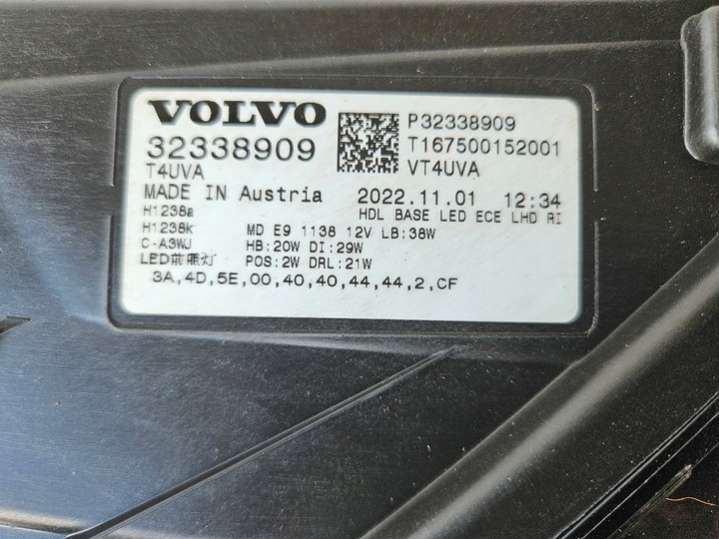 VOLVO
32338909
T4UVA
P32338909
T167500152001
VT4UVA
MADE IN Austria 2022.11.01 12:34
H1238a HDL BASE LED ECE LHD RI
H1238k MD E9 1138 12V LB:38W
C-A3WJ HB:20W DI:29W
LED前照灯 POS:2W DRL:21W
3A,4D,5E,00,40,40,44,44,2,CF